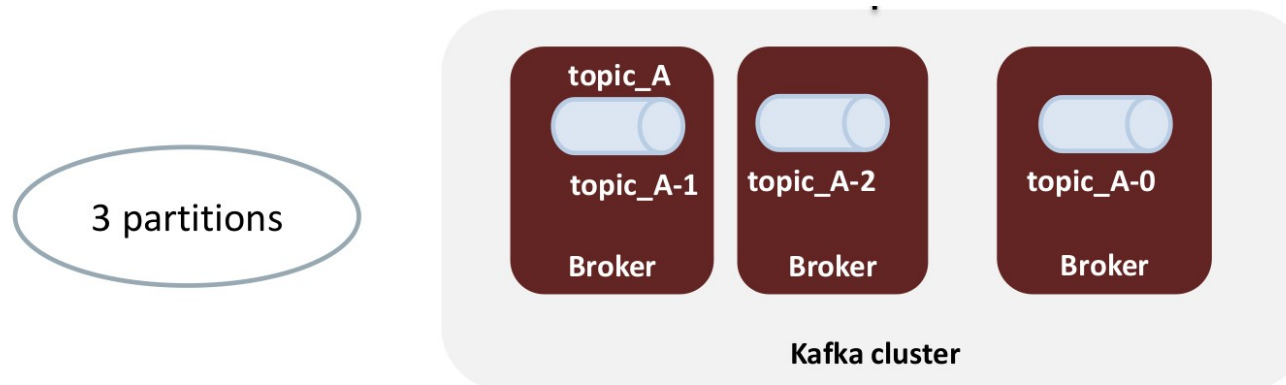 3 partitions
topic_A
topic_A-1
Broker
topic_A-2
Broker
topic_A-0
Broker
Kafka cluster